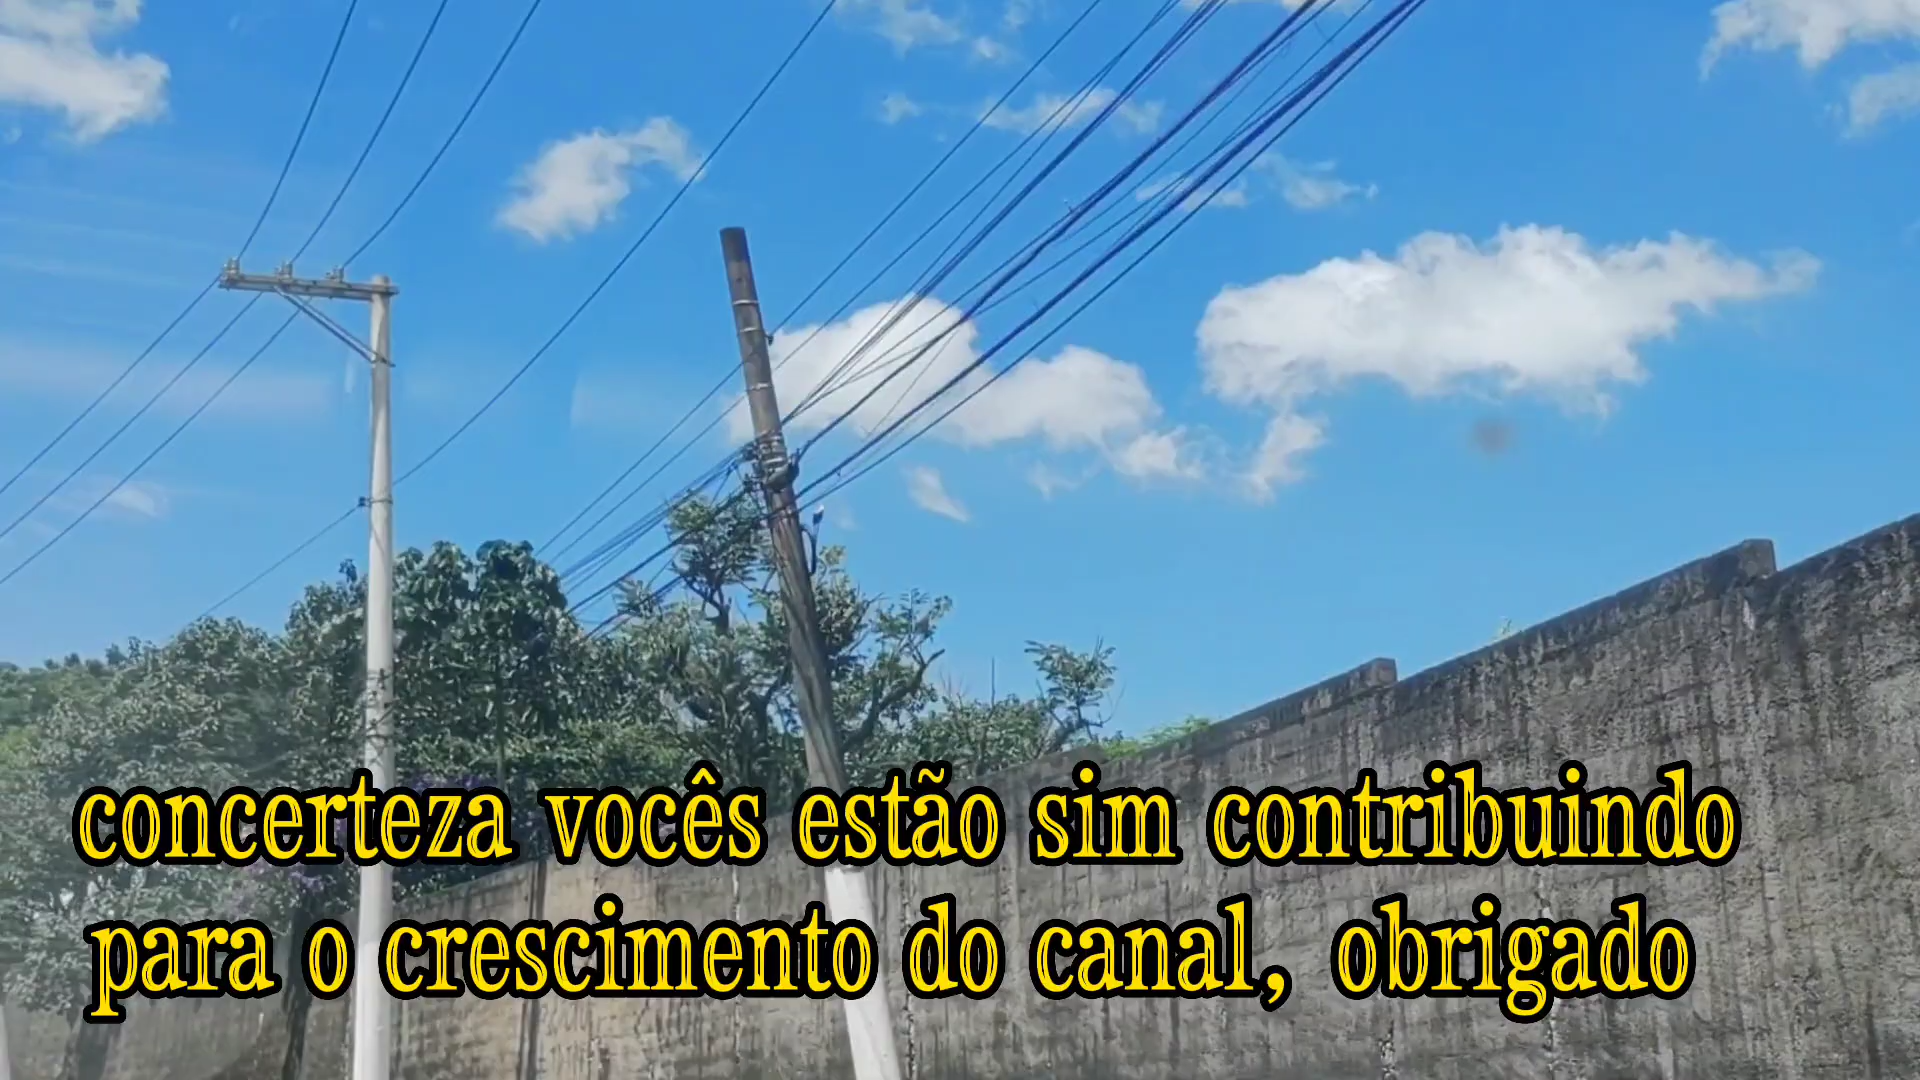 concerteza vocês estão sim contribuindo
para o crescimento do canal, obrigado